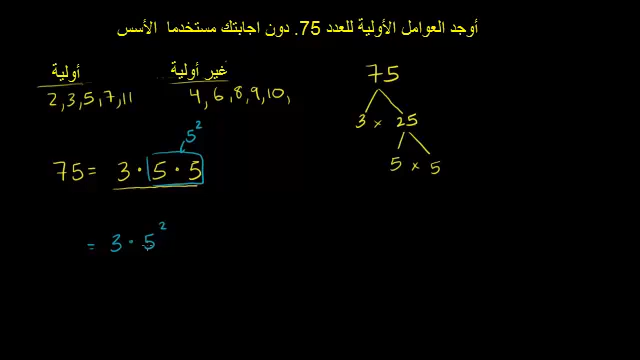 أوجد العوامل الأولية للعدد 75. دون اجابتك مستخدما الأسس
أولية
غير أولية
2, 3, 5, 7, 11
4, 6, 8, 9, 10,
75
3 × 25
5 × 5
5²
75 = 3 · 5 · 5
= 3 · 5²